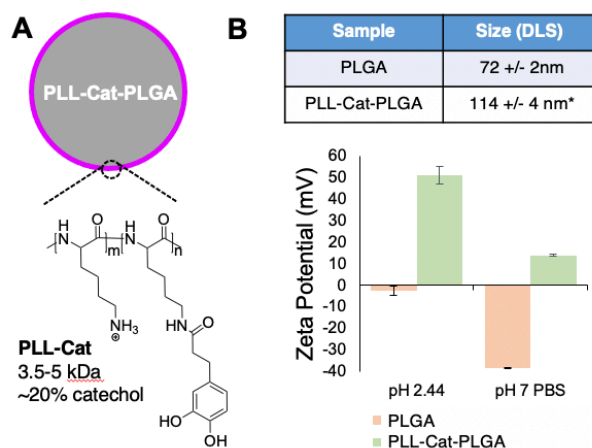 A
PLL-Cat-PLGA
H
N
O
m
H
N
O
n
NH3
⊕
NH
O
HO
OH
PLL-Cat
3.5-5 kDa
~20% catechol
B
Sample Size (DLS)
PLGA 72 +/- 2nm
PLL-Cat-PLGA 114 +/- 4 nm*
Zeta Potential (mV)
60
50
40
30
20
10
0
-10
-20
-30
-40
pH 2.44 pH 7 PBS
PLGA
PLL-Cat-PLGA